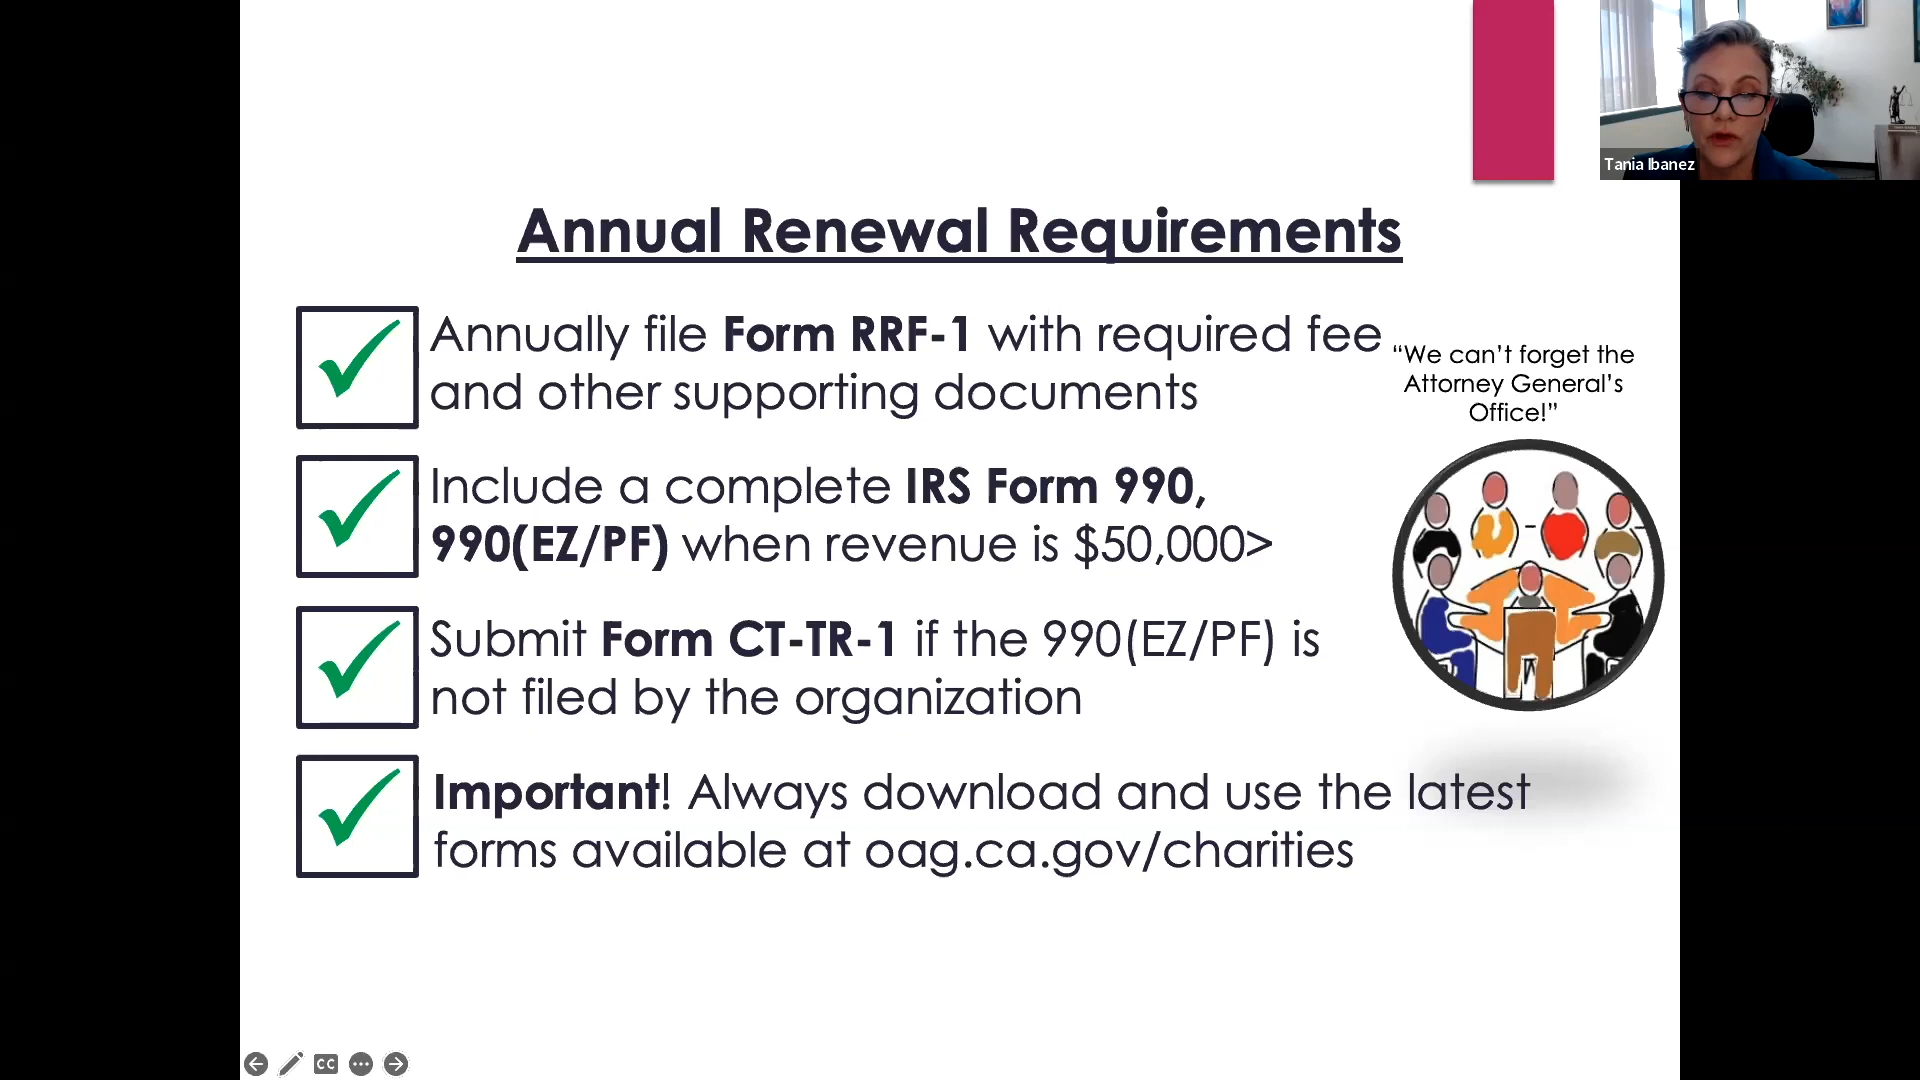 Tania Ibanez
Annual Renewal Requirements
Annually file Form RRF-1 with required fee
and other supporting documents
"We can't forget the
Attorney General's
Office!"
Include a complete IRS Form 990,
990(EZ/PF) when revenue is $50,000>
Submit Form CT-TR-1 if the 990(EZ/PF) is
not filed by the organization
Important! Always download and use the latest
forms available at oag.ca.gov/charities
CC